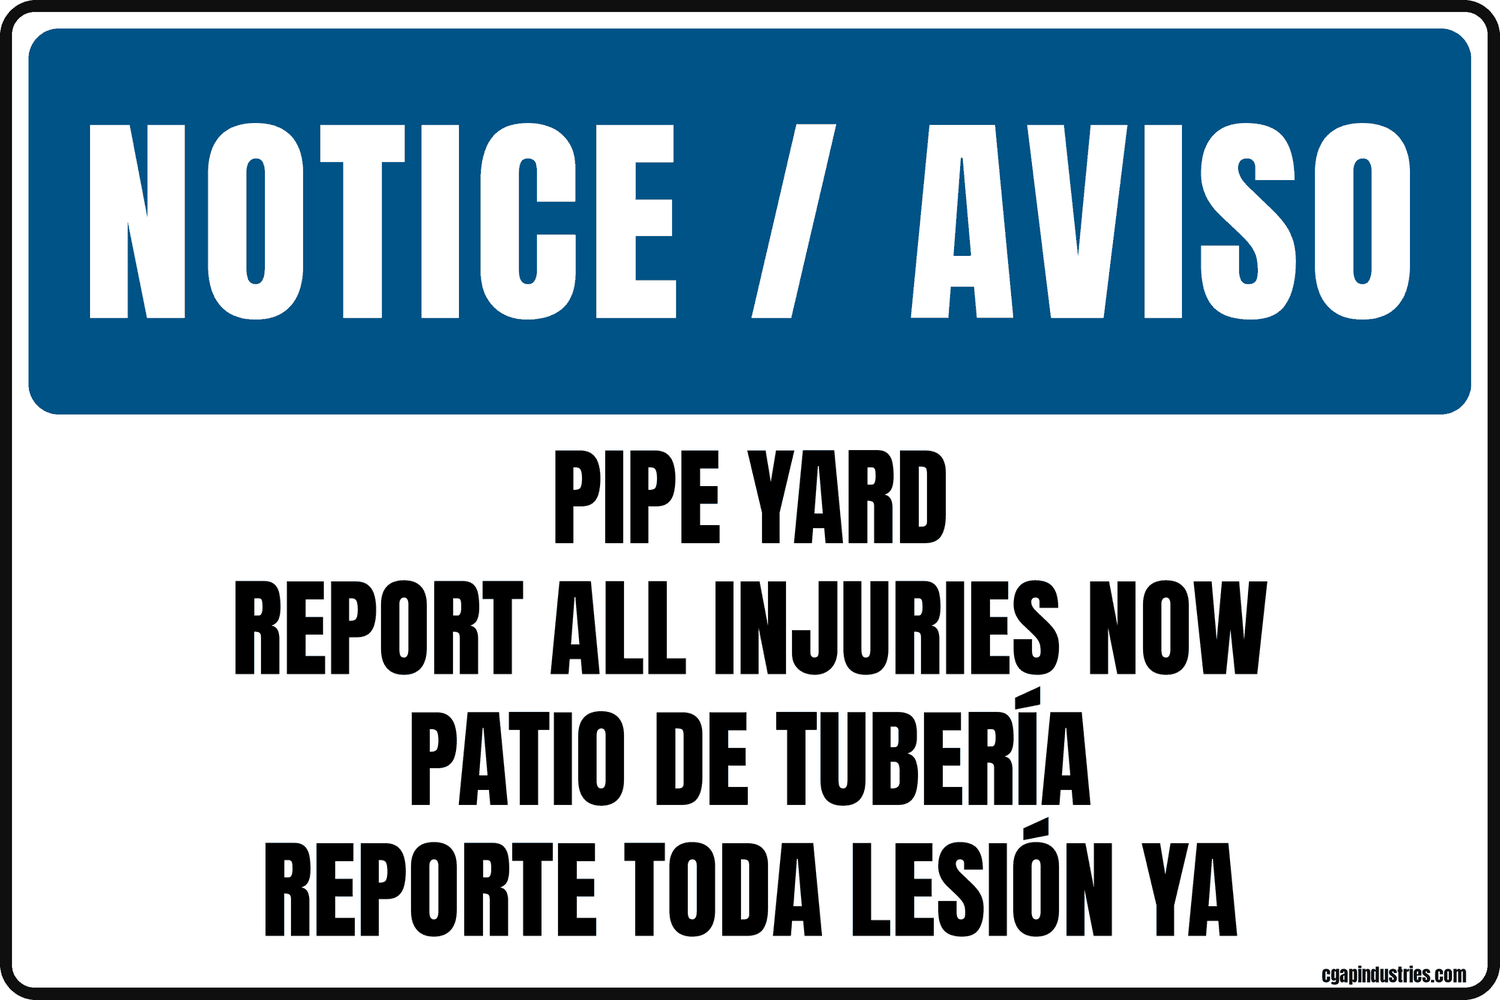 NOTICE / AVISO
PIPE YARD
REPORT ALL INJURIES NOW
PATIO DE TUBERÍA
REPORTE TODA LESIÓN YA
cgapindustries.com